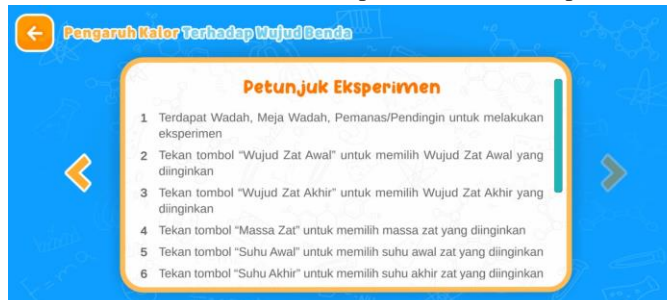 Pengaruh Kalor Terhadap Wujud Benda
Petunjuk Eksperimen
1 Terdapat Wadah, Meja Wadah, Pemanas/Pendingin untuk melakukan
eksperimen
2 Tekan tombol “Wujud Zat Awal” untuk memilih Wujud Zat Awal yang
diinginkan
3 Tekan tombol “Wujud Zat Akhir” untuk memilih Wujud Zat Akhir yang
diinginkan
4 Tekan tombol “Massa Zat” untuk memilih massa zat yang diinginkan
5 Tekan tombol “Suhu Awal” untuk memilih suhu awal zat yang diinginkan
6 Tekan tombol “Suhu Akhir” untuk memilih suhu akhir zat yang diinginkan